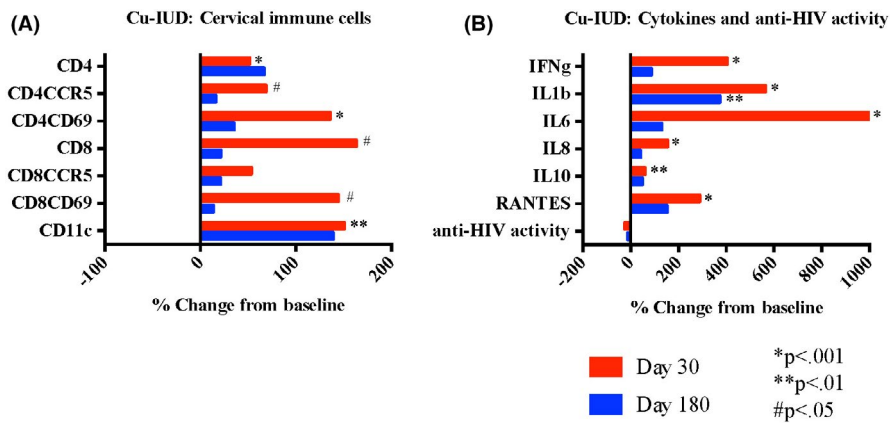 (A) Cu-IUD: Cervical immune cells
CD4 *
CD4CCR5 #
CD4CD69 *
CD8 #
CD8CCR5
CD8CD69 #
CD11c **
-100 0 100 200
% Change from baseline
(B) Cu-IUD: Cytokines and anti-HIV activity
IFNg *
IL1b *
**
IL6 *
IL8 *
IL10 **
RANTES *
anti-HIV activity
-200 0 200 400 600 800 1000
% Change from baseline
Day 30
Day 180
*p<.001
**p<.01
#p<.05